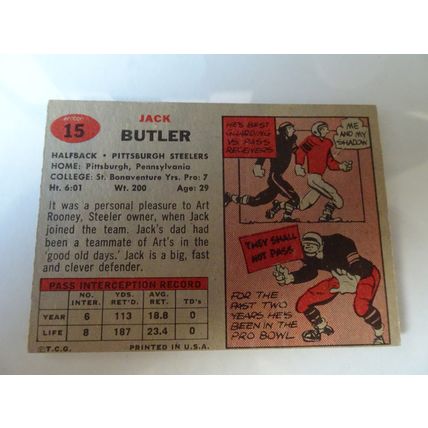 15
JACK
BUTLER
HALFBACK • PITTSBURGH STEELERS
HOME: Pittsburgh, Pennsylvania
COLLEGE: St. Bonaventure Yrs. Pro: 7
Ht. 6:01 Wt. 200 Age: 29
It was a personal pleasure to Art
Rooney, Steeler owner, when Jack
joined the team. Jack's dad had
been a teammate of Art's in the
'good old days.' Jack is a big, fast
and clever defender.
PASS INTERCEPTION RECORD
NO. INTER. YDS. RET'D. AVG. RET. TD's
YEAR 6 113 18.8 0
LIFE 8 187 23.4 0
©T.C.G. PRINTED IN U.S.A.
HE'S BEST
GUARDING
VS. PASS
RECEIVERS
ME AND
MY
SHADOW
THEY SHALL
NOT PASS
FOR THE
PAST TWO
YEARS HE'S
BEEN IN THE
PRO BOWL